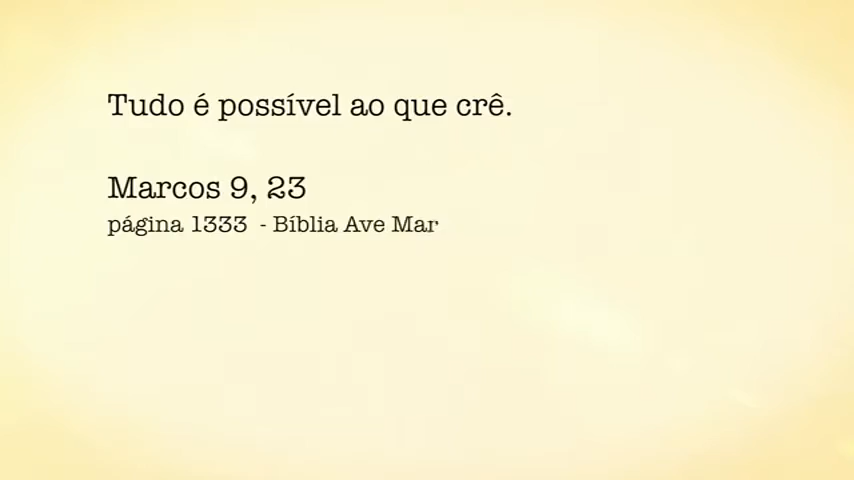 Tudo é possível ao que crê.
Marcos 9, 23
página 1333 - Bíblia Ave Mar